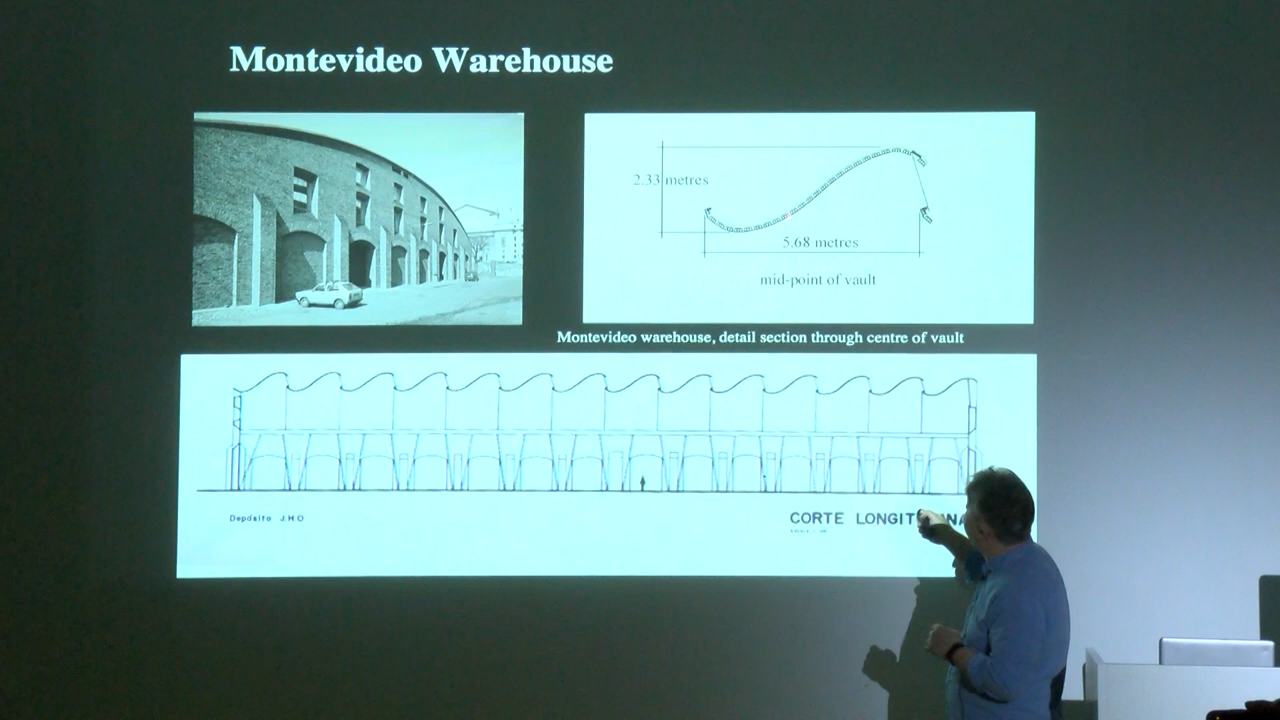 Montevideo Warehouse
2.33 metres
5.68 metres
mid-point of vault
Montevideo warehouse, detail section through centre of vault
Depósito J.H.O
CORTE